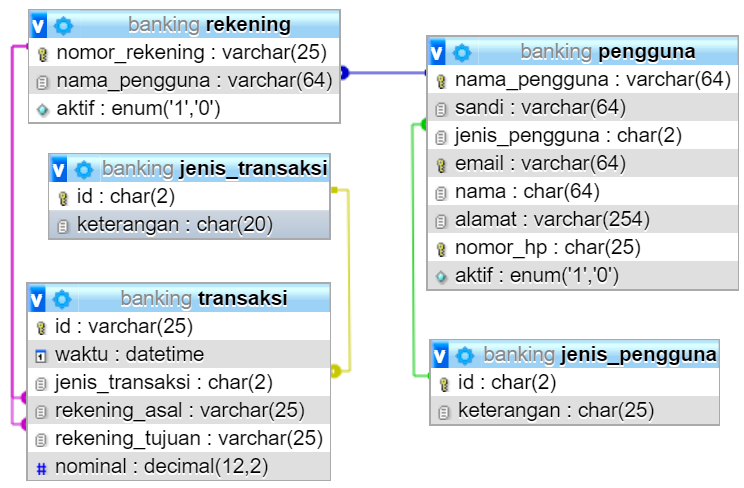 v banking rekening
nomor_rekening : varchar(25)
nama_pengguna : varchar(64)
aktif : enum('1','0')
v banking jenis_transaksi
id : char(2)
keterangan : char(20)
v banking transaksi
id : varchar(25)
waktu : datetime
jenis_transaksi : char(2)
rekening_asal : varchar(25)
rekening_tujuan : varchar(25)
# nominal : decimal(12,2)
v banking pengguna
nama_pengguna : varchar(64)
sandi : varchar(64)
jenis_pengguna : char(2)
email : varchar(64)
nama : char(64)
alamat : varchar(254)
nomor_hp : char(25)
aktif : enum('1','0')
v banking jenis_pengguna
id : char(2)
keterangan : char(25)